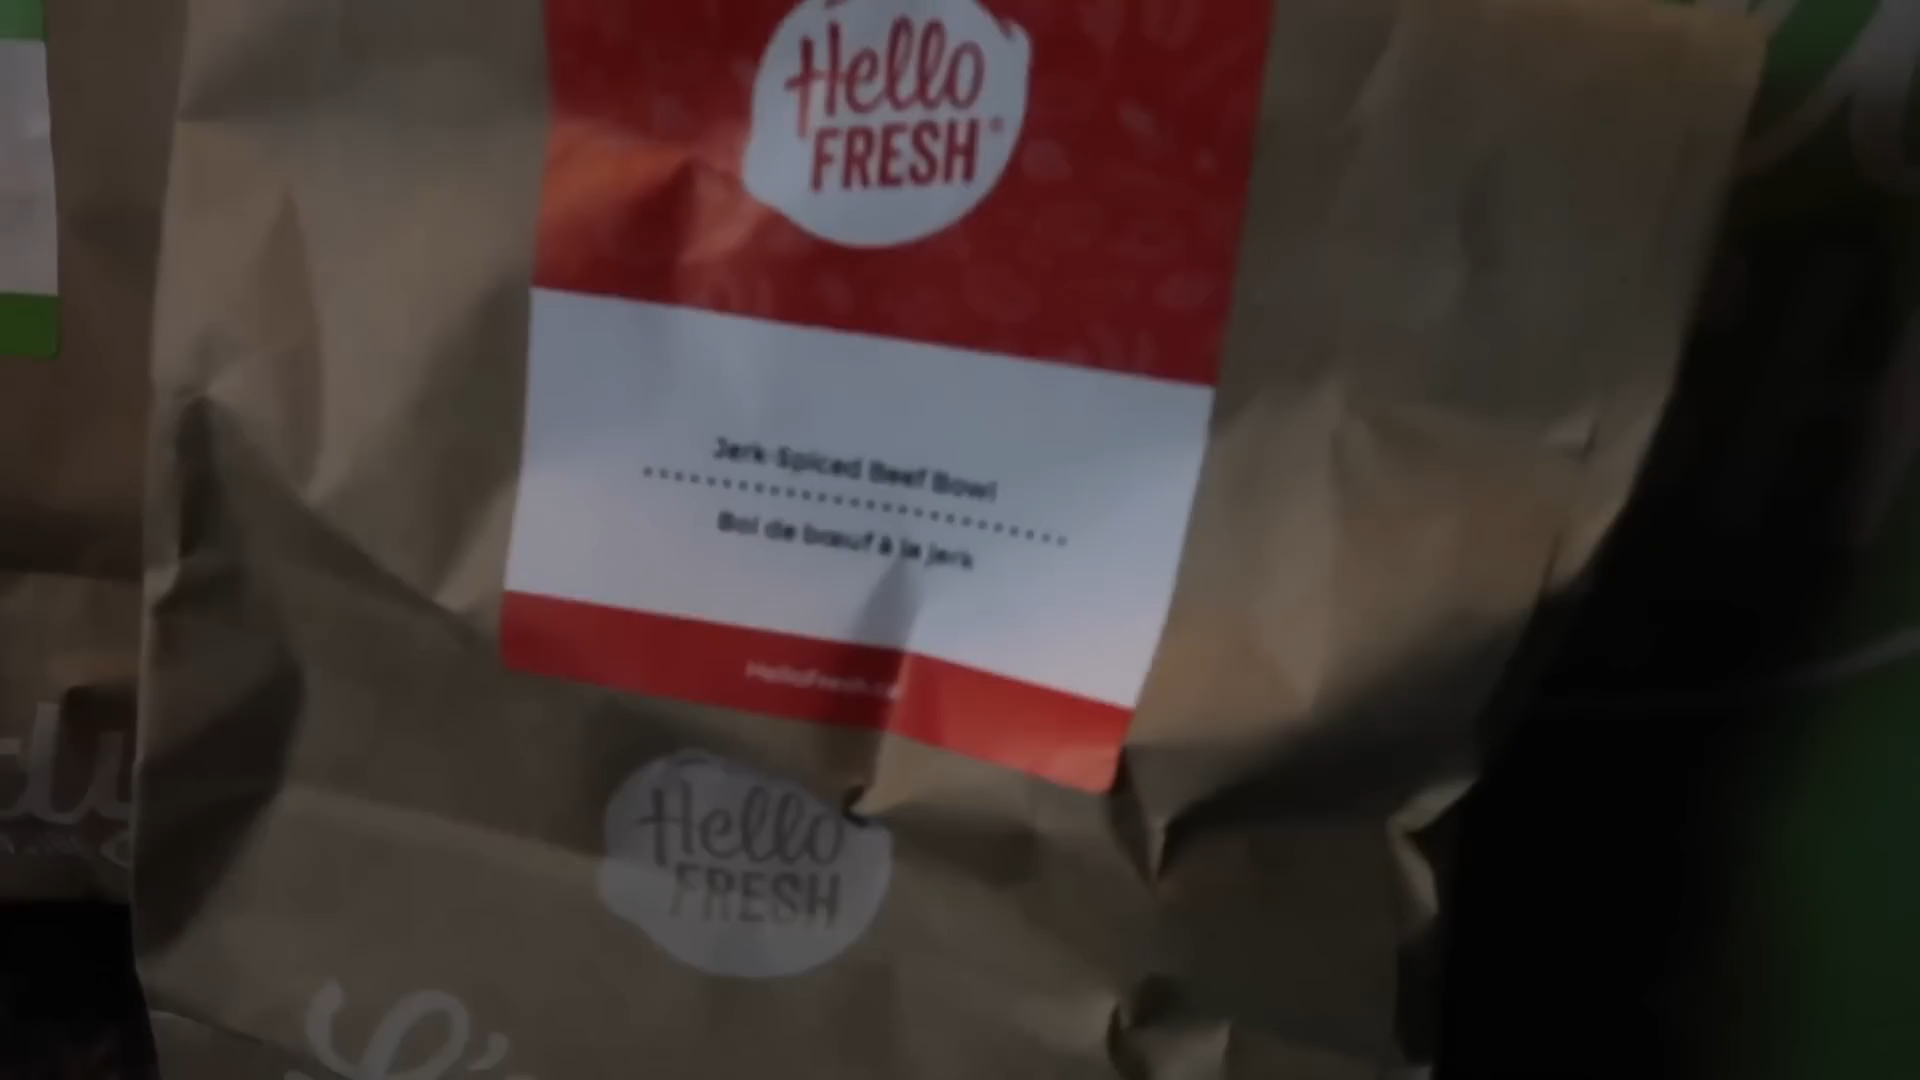 Hello
FRESH
Jerk-Spiced Beef Bowl
Bol de bœuf à la jerk
Hello
FRESH